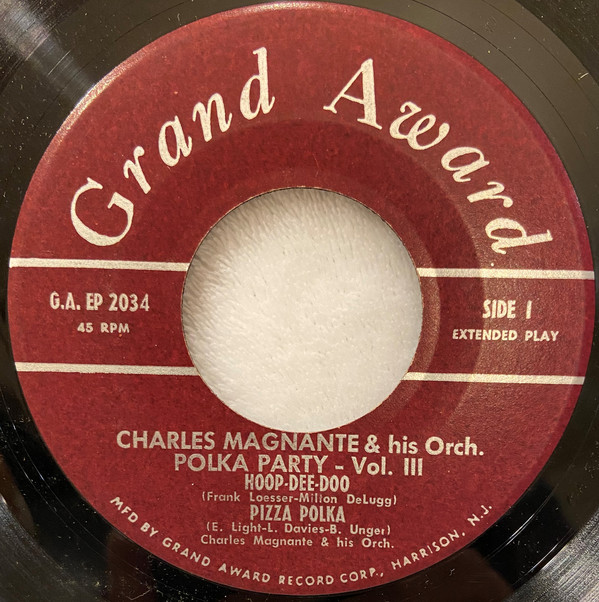 Grand Award
G.A. EP 2034
45 RPM
SIDE 1
EXTENDED PLAY
CHARLES MAGNANTE & his Orch.
POLKA PARTY - Vol. III
HOOP-DEE-DOO
(Frank Loesser-Milton DeLugg)
PIZZA POLKA
(E. Light-L. Davies-B. Unger)
Charles Magnante & his Orch.
MFD BY GRAND AWARD RECORD CORP., HARRISON, N.J.